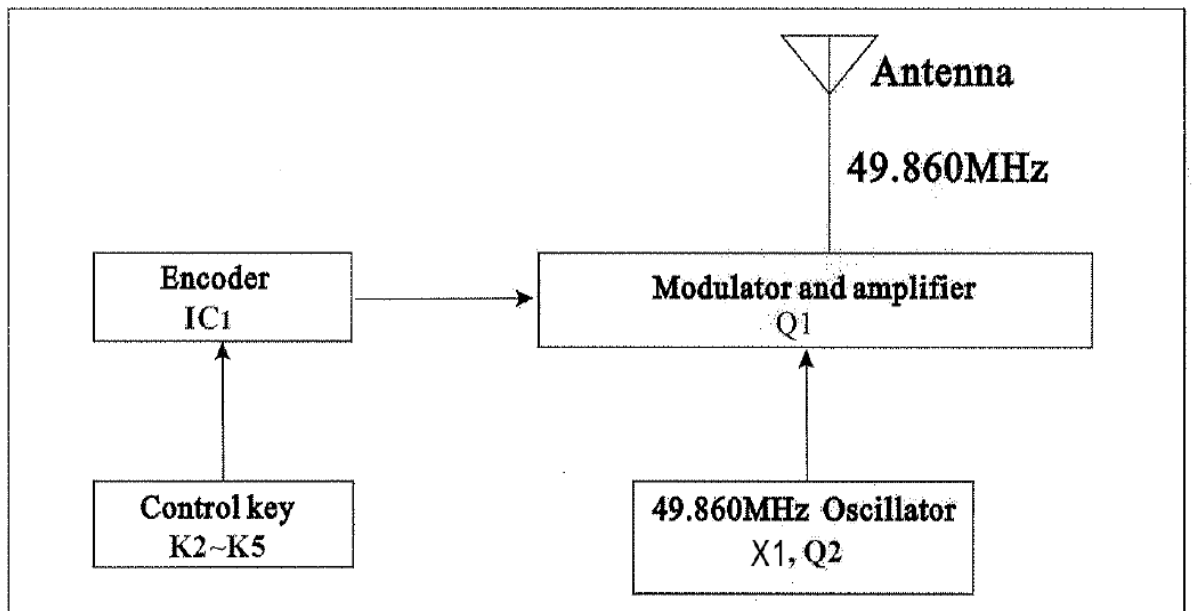 Antenna
49.860MHz
Encoder
IC1
Modulator and amplifier
Q1
Control key
K2~K5
49.860MHz Oscillator
X1, Q2